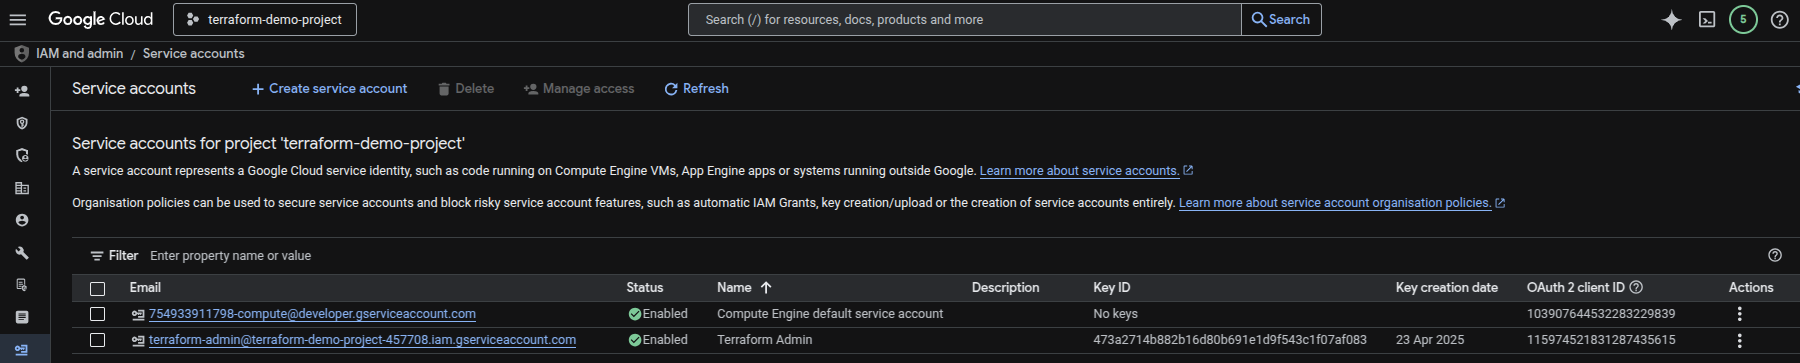 Google Cloud terraform-demo-project Search (/) for resources, docs, products and more Search 5
IAM and admin / Service accounts
Service accounts Create service account Delete Manage access Refresh
Service accounts for project 'terraform-demo-project'
A service account represents a Google Cloud service identity, such as code running on Compute Engine VMs, App Engine apps or systems running outside Google. Learn more about service accounts.
Organisation policies can be used to secure service accounts and block risky service account features, such as automatic IAM Grants, key creation/upload or the creation of service accounts entirely. Learn more about service account organisation policies.
Filter Enter property name or value
Email Status Name Description Key ID Key creation date OAuth 2 client ID Actions
754933911798-compute@developer.gserviceaccount.com Enabled Compute Engine default service account No keys 103907644532283229839
terraform-admin@terraform-demo-project-457708.iam.gserviceaccount.com Enabled Terraform Admin 473a2714b882b16d80b691e1d9f543c1f07af083 23 Apr 2025 115974521831287435615